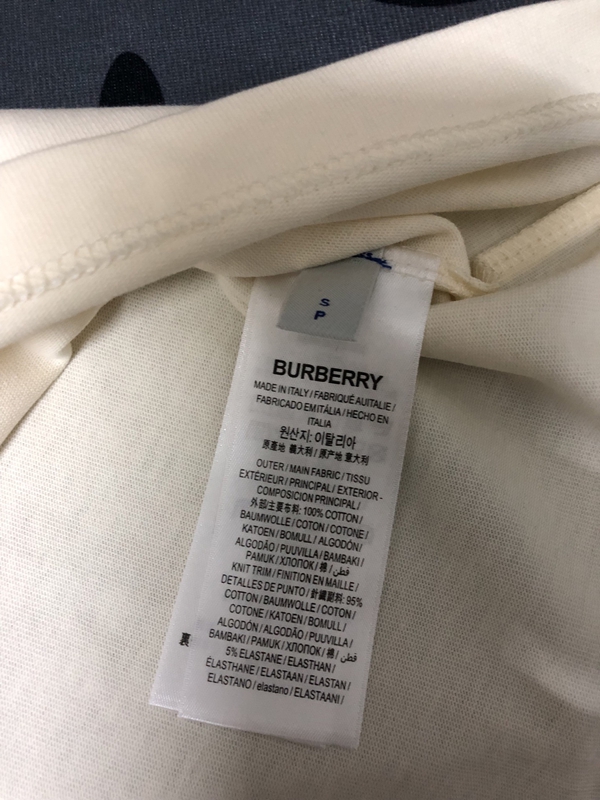 S
P
BURBERRY
MADE IN ITALY / FABRIQUÉ AUITALIE /
FABRICADO EMITÁLIA / HECHO EN
ITALIA
원산지: 이탈리아
原產地 義大利 / 原产地 意大利
OUTER / MAIN FABRIC / TISSU
EXTÉRIEUR / PRINCIPAL / EXTERIOR -
COMPOSICION PRINCIPAL /
外部/主要布料: 100% COTTON /
BAUMWOLLE / COTON / COTONE /
KATOEN / BOMULL / ALGODÓN /
ALGODÃO / PUUVILLA / BAMBAKI /
PAMUK / ХЛОПОК / 棉 / قطن /
KNIT TRIM / FINITION EN MAILLE /
DETALLES DE PUNTO / 針織副料: 95%
COTTON / BAUMWOLLE / COTON /
COTONE / KATOEN / BOMULL /
ALGODÓN / ALGODÃO / PUUVILLA /
BAMBAKI / PAMUK / ХЛОПОК / 棉 / قطن
5% ELASTANE / ELASTHAN /
ÉLASTHANE / ELASTAAN / ELASTAN /
ELASTANO / elastano / ELASTAANI /
裏